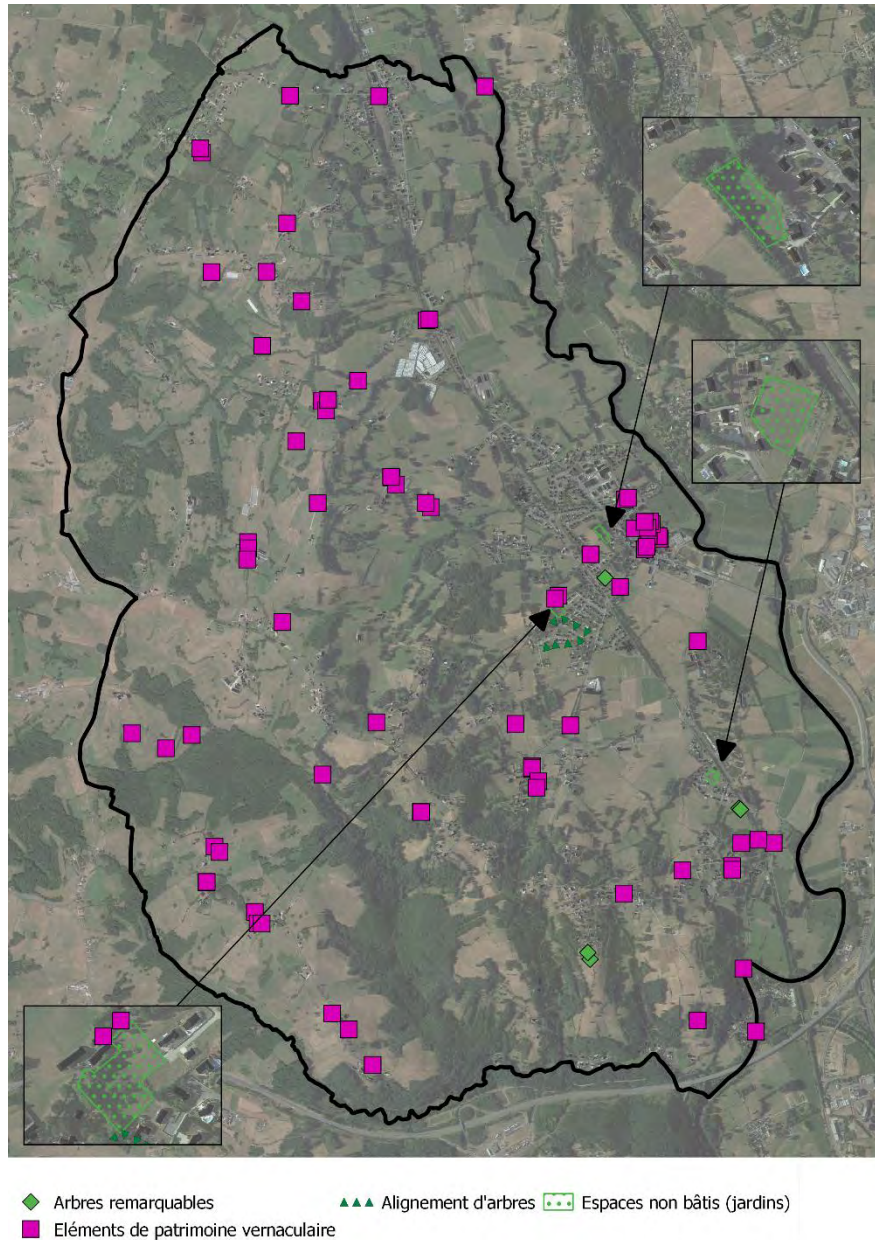 Arbres remarquables
Alignement d'arbres
Espaces non bâtis (jardins)
Eléments de patrimoine vernaculaire